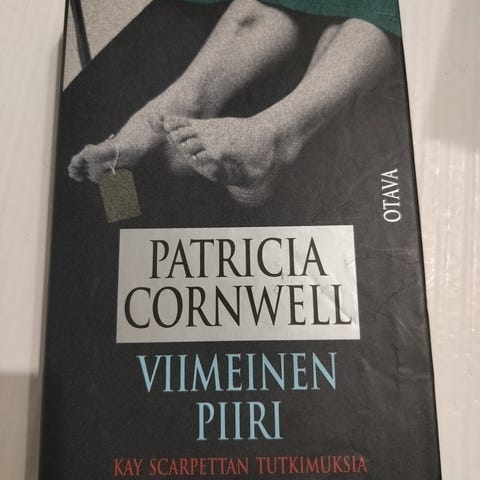 OTAVA
PATRICIA
CORNWELL
VIIMEINEN
PIIRI
KAY SCARPETTAN TUTKIMUKSIA